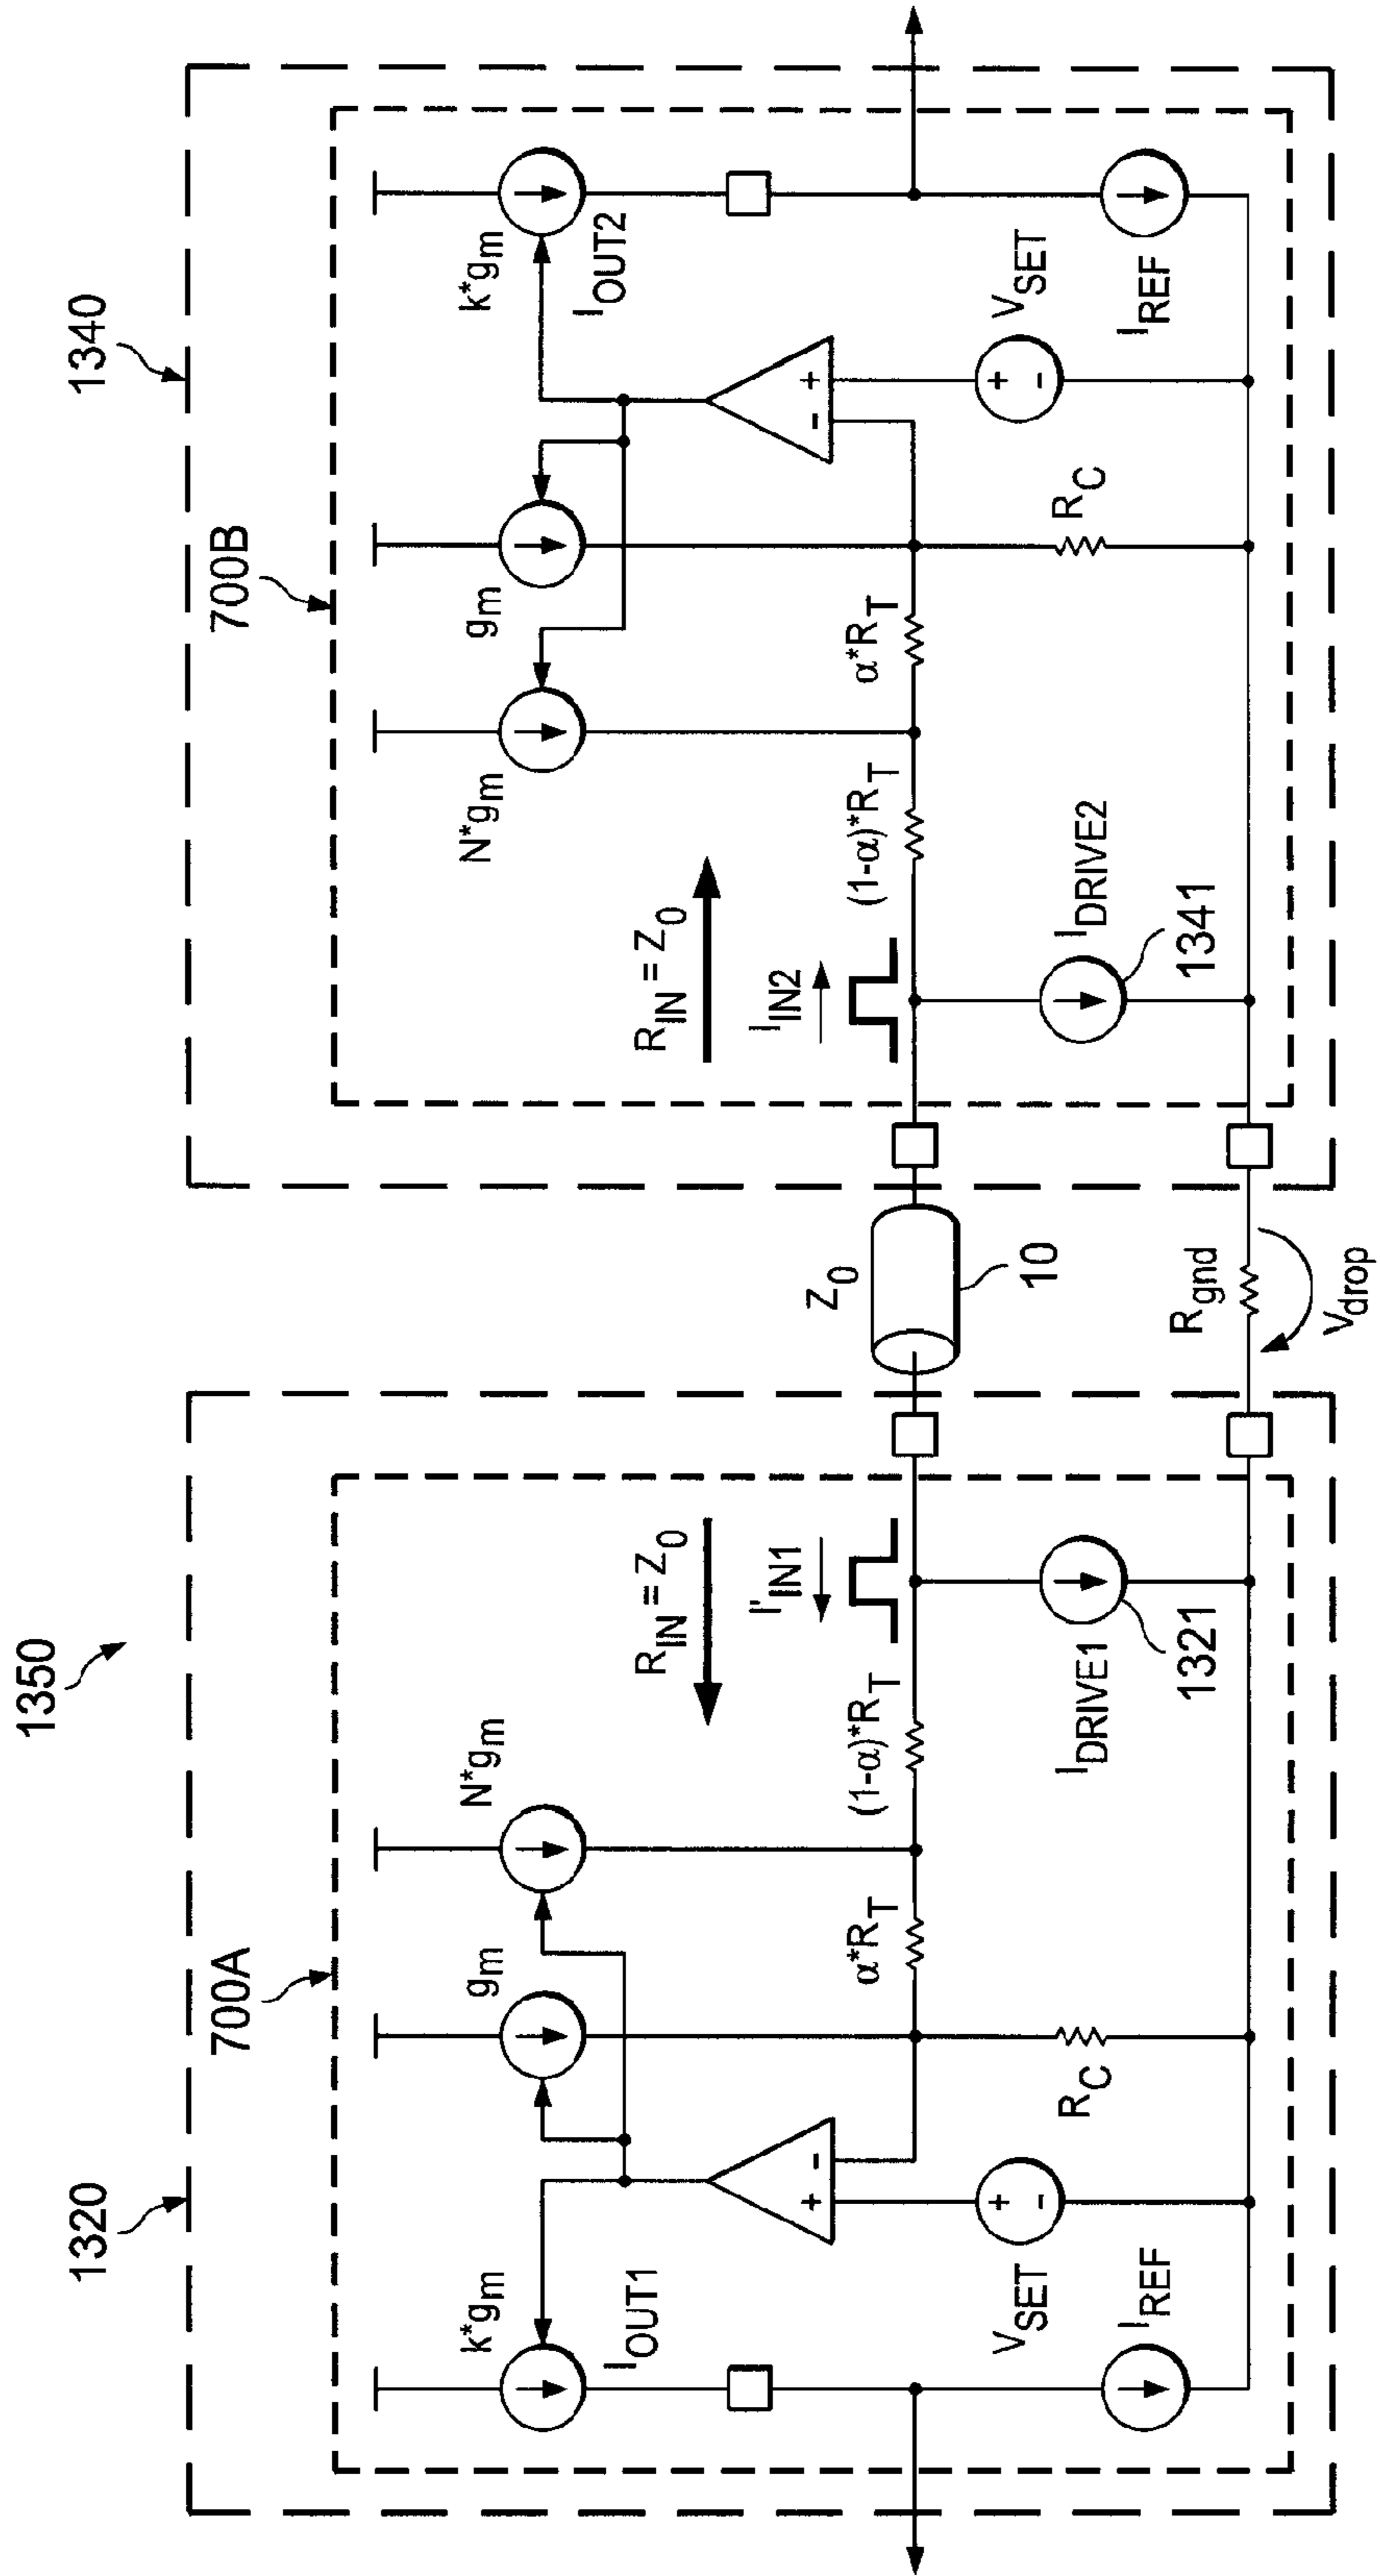 1350
1320
700A
k*gm
gm
N*gm
IOUT1
+
-
VSET
+
-
IREF
RC
α*RT
(1-α)*RT
RIN = Z0
I'IN1
IDRIVE1
1321
Z0
10
Rgnd
Vdrop
1340
700B
N*gm
gm
k*gm
IOUT2
RIN = Z0
IIN2
(1-α)*RT
α*RT
-
+
VSET
+
-
IREF
RC
IDRIVE2
1341